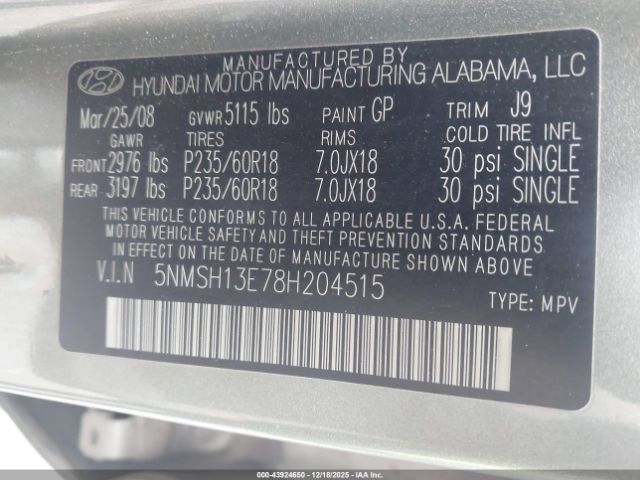 MANUFACTURED BY
HYUNDAI MOTOR MANUFACTURING ALABAMA, LLC
Mar/25/08 GVWR 5115 lbs PAINT GP TRIM J9
GAWR TIRES RIMS COLD TIRE INFL
FRONT 2976 lbs P235/60R18 7.0JX18 30 psi SINGLE
REAR 3197 lbs P235/60R18 7.0JX18 30 psi SINGLE
THIS VEHICLE CONFORMS TO ALL APPLICABLE U.S.A. FEDERAL
MOTOR VEHICLE SAFETY AND THEFT PREVENTION STANDARDS
IN EFFECT ON THE DATE OF MANUFACTURE SHOWN ABOVE.
V.I.N 5NMSH13E78H204515
TYPE: MPV
000-43924650 - 12/18/2025 -